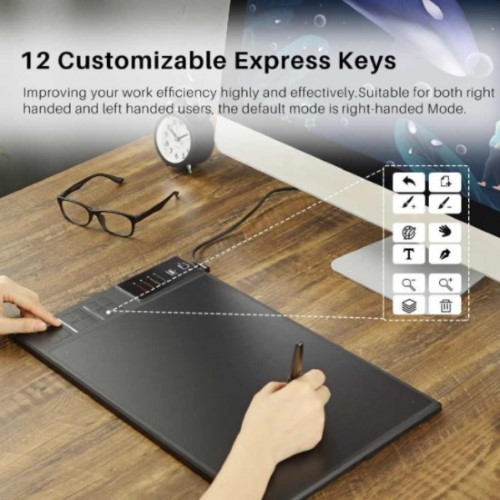 12 Customizable Express Keys
Improving your work efficiency highly and effectively.Suitable for both right
handed and left handed users, the default mode is right-handed Mode.
T